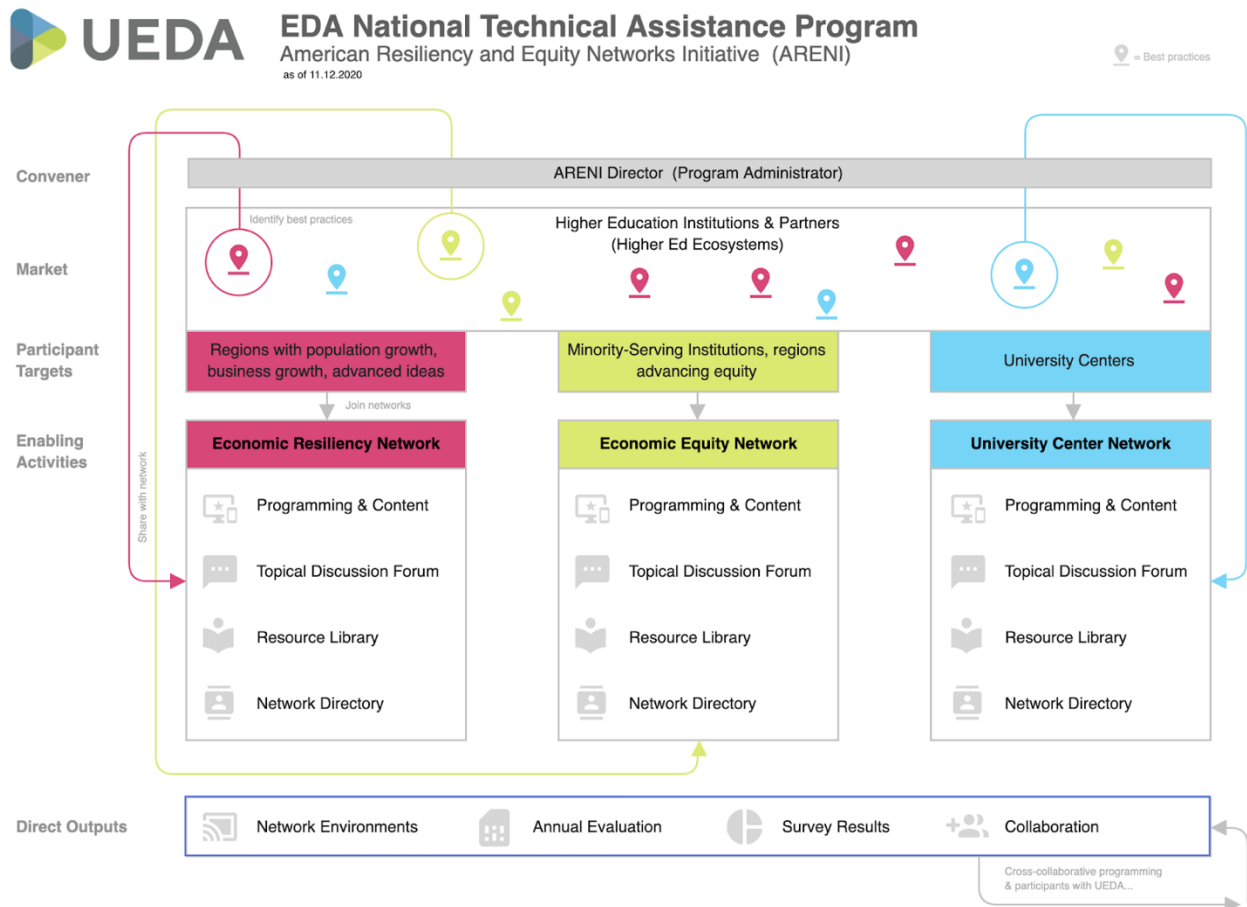 UEDA
EDA National Technical Assistance Program
American Resiliency and Equity Networks Initiative (ARENI)
as of 11.12.2020
= Best practices
Convener
ARENI Director (Program Administrator)
Identify best practices
Higher Education Institutions & Partners
(Higher Ed Ecosystems)
Market
Participant
Targets
Regions with population growth,
business growth, advanced ideas
Minority-Serving Institutions, regions
advancing equity
University Centers
Join networks
Enabling
Activities
Share with network
Economic Resiliency Network
Programming & Content
Topical Discussion Forum
Resource Library
Network Directory
Economic Equity Network
Programming & Content
Topical Discussion Forum
Resource Library
Network Directory
University Center Network
Programming & Content
Topical Discussion Forum
Resource Library
Network Directory
Direct Outputs
Network Environments
Annual Evaluation
Survey Results
Collaboration
Cross-collaborative programming
& participants with UEDA...